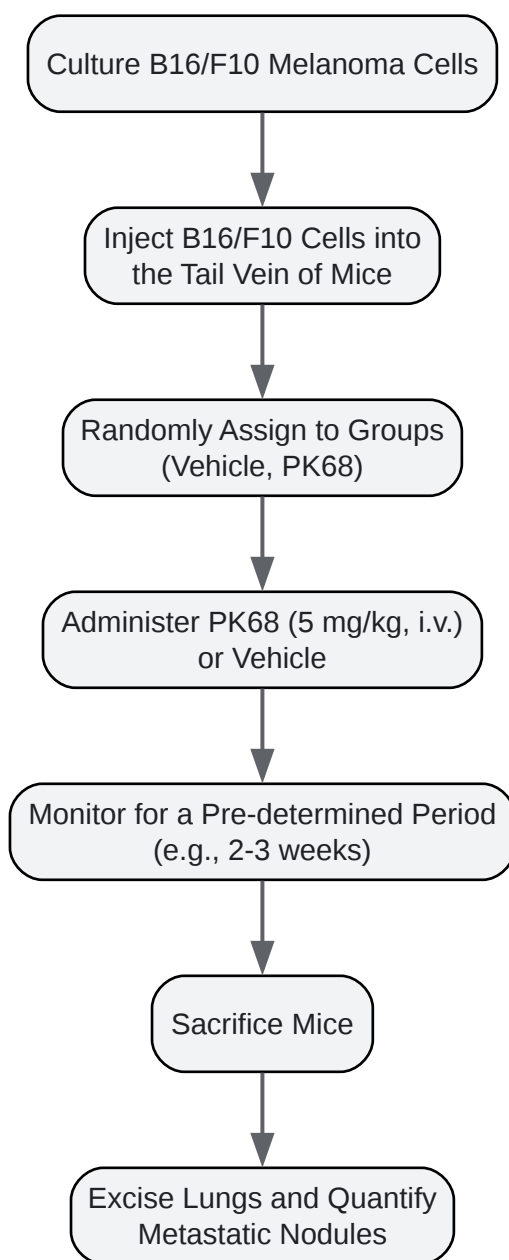 Culture B16/F10 Melanoma Cells
Inject B16/F10 Cells into
the Tail Vein of Mice
Randomly Assign to Groups
(Vehicle, PK68)
Administer PK68 (5 mg/kg, i.v.)
or Vehicle
Monitor for a Pre-determined Period
(e.g., 2-3 weeks)
Sacrifice Mice
Excise Lungs and Quantify
Metastatic Nodules